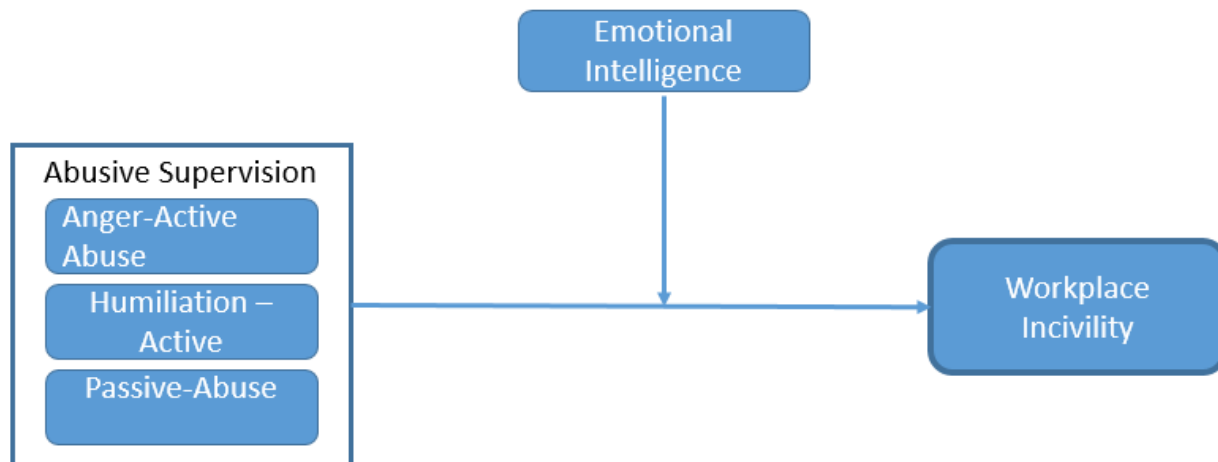 Emotional
Intelligence
Abusive Supervision
Anger-Active
Abuse
Humiliation –
Active
Passive-Abuse
Workplace
Incivility